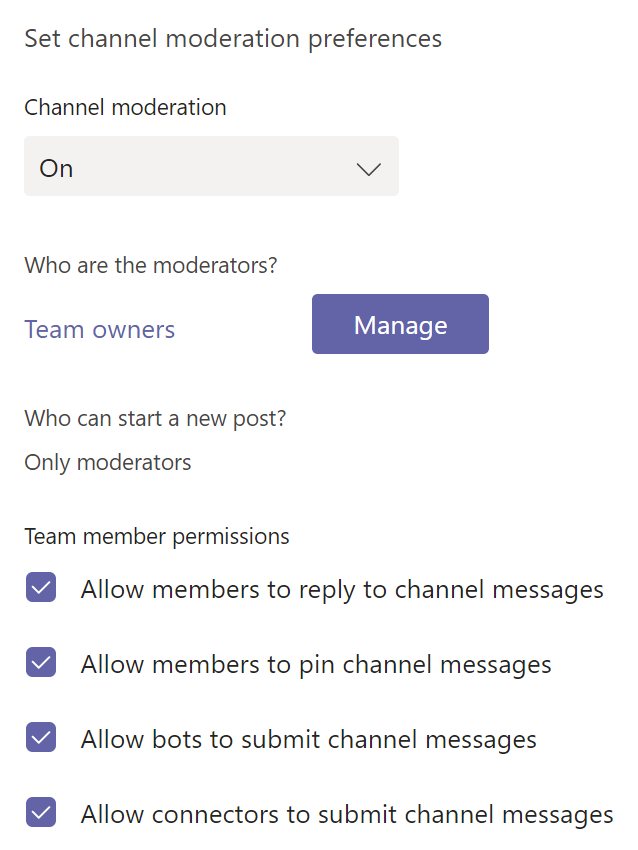 Set channel moderation preferences
Channel moderation
On
Who are the moderators?
Team owners
Manage
Who can start a new post?
Only moderators
Team member permissions
Allow members to reply to channel messages
Allow members to pin channel messages
Allow bots to submit channel messages
Allow connectors to submit channel messages